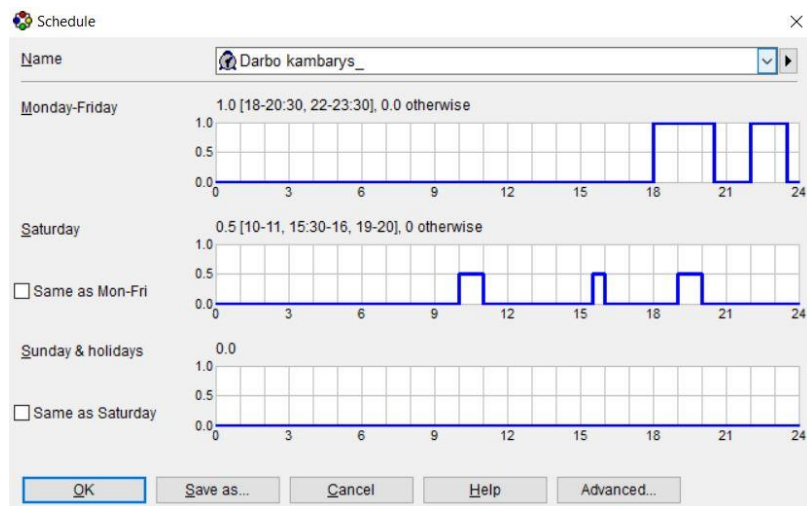 Schedule
Name
Darbo kambarys_
Monday-Friday
1.0 [18-20:30, 22-23:30], 0.0 otherwise
1.0
0.5
0.0
0 3 6 9 12 15 18 21 24
Saturday
0.5 [10-11, 15:30-16, 19-20], 0 otherwise
1.0
0.5
Same as Mon-Fri
0.0
0 3 6 9 12 15 18 21 24
Sunday & holidays
0.0
1.0
0.5
Same as Saturday
0.0
0 3 6 9 12 15 18 21 24
OK Save as... Cancel Help Advanced...